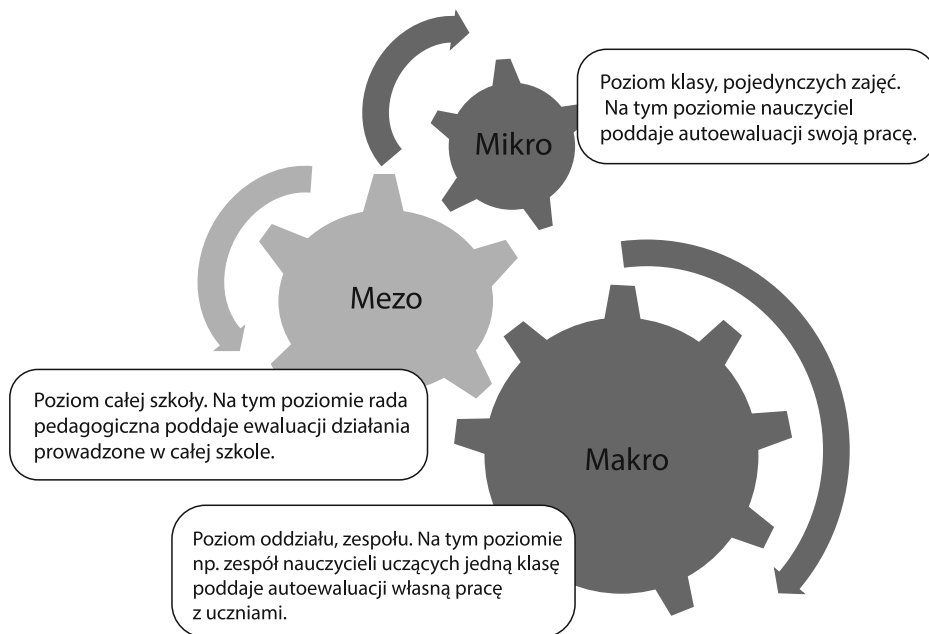 Mikro
Poziom klasy, pojedynczych zajęć.
Na tym poziomie nauczyciel
poddaje autoewaluacji swoją pracę.
Mezo
Poziom całej szkoły. Na tym poziomie rada
pedagogiczna poddaje ewaluacji działania
prowadzone w całej szkole.
Makro
Poziom oddziału, zespołu. Na tym poziomie
np. zespół nauczycieli uczących jedną klasę
poddaje autoewaluacji własną pracę
z uczniami.